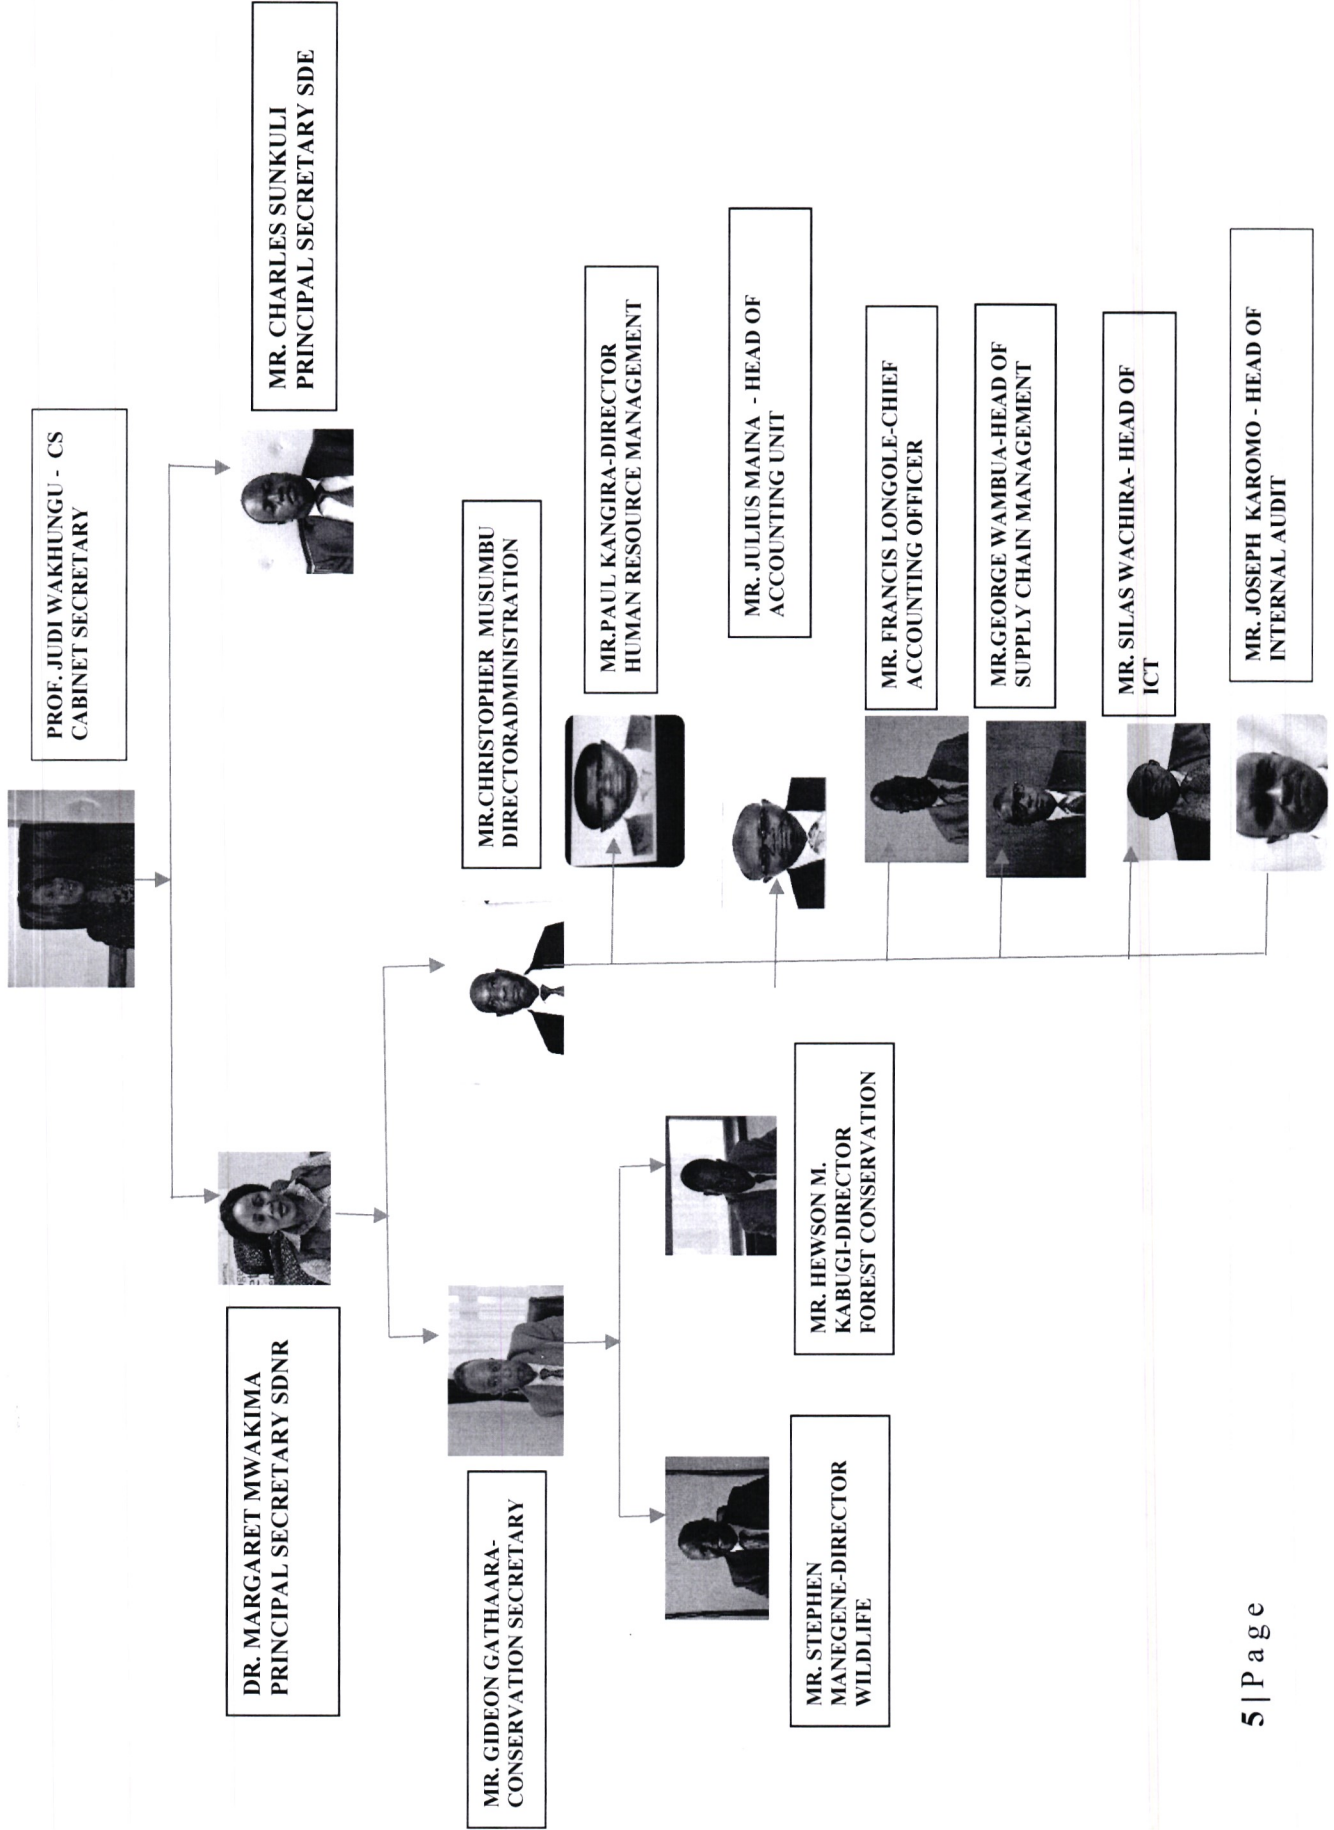 PROF. JUDI WAKHUNGU - CS
CABINET SECRETARY
MR. CHARLES SUNKULI
PRINCIPAL SECRETARY SDE
DR. MARGARET MWAKIMA
PRINCIPAL SECRETARY SDNR
MR.CHRISTOPHER MUSUMBU
DIRECTORADMINISTRATION
MR. GIDEON GATHAARA-
CONSERVATION SECRETARY
MR.PAUL KANGIRA-DIRECTOR
HUMAN RESOURCE MANAGEMENT
MR. JULIUS MAINA - HEAD OF
ACCOUNTING UNIT
MR. STEPHEN
MANEGENE-DIRECTOR
WILDLIFE
MR. HEWSON M.
KABUGI-DIRECTOR
FOREST CONSERVATION
MR. FRANCIS LONGOLE-CHIEF
ACCOUNTING OFFICER
MR.GEORGE WAMBUA-HEAD OF
SUPPLY CHAIN MANAGEMENT
MR. SILAS WACHIRA- HEAD OF
ICT
MR. JOSEPH KAROMO - HEAD OF
INTERNAL AUDIT
5|Page